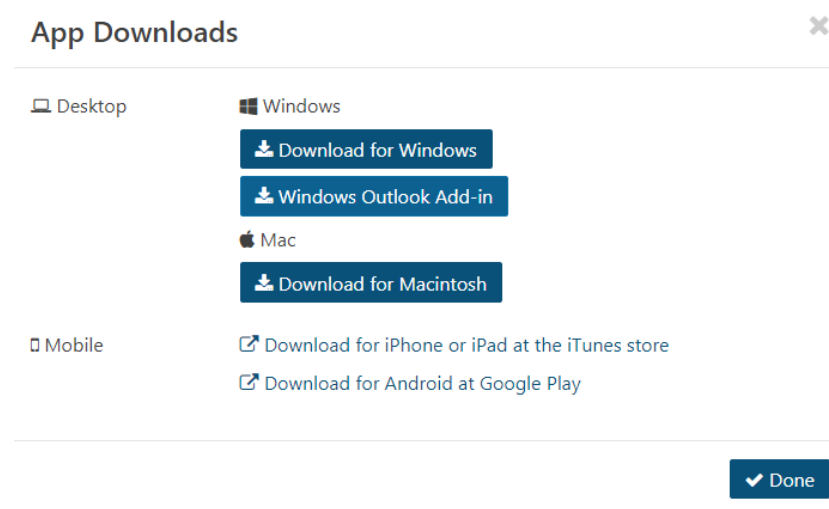 App Downloads
Desktop
Windows
Download for Windows
Windows Outlook Add-in
Mac
Download for Macintosh
Mobile
Download for iPhone or iPad at the iTunes store
Download for Android at Google Play
Done